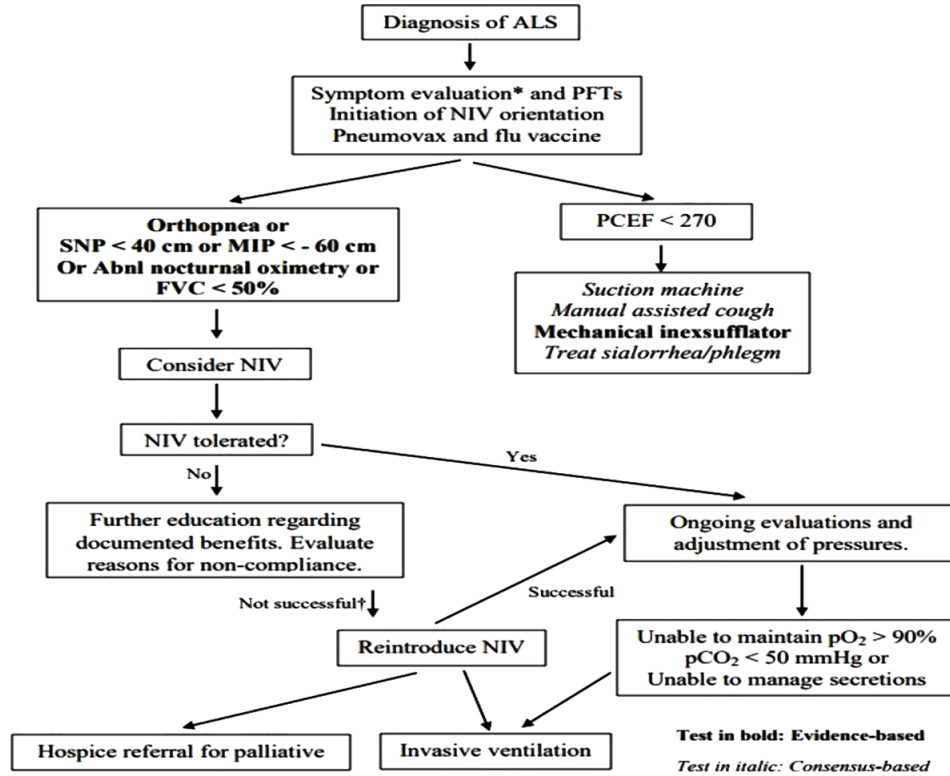 Diagnosis of ALS
Symptom evaluation* and PFTs
Initiation of NIV orientation
Pneumovax and flu vaccine
Orthopnea or
SNP < 40 cm or MIP < - 60 cm
Or Abnl nocturnal oximetry or
FVC < 50%
PCEF < 270
Suction machine
Manual assisted cough
Mechanical inexsufflator
Treat sialorrhea/phlegm
Consider NIV
NIV tolerated?
Yes
No
Further education regarding
documented benefits. Evaluate
reasons for non-compliance.
Ongoing evaluations and
adjustment of pressures.
Not successful†
Successful
Reintroduce NIV
Unable to maintain pO₂ > 90%
pCO₂ < 50 mmHg or
Unable to manage secretions
Hospice referral for palliative
Invasive ventilation
Test in bold: Evidence-based
Test in italic: Consensus-based